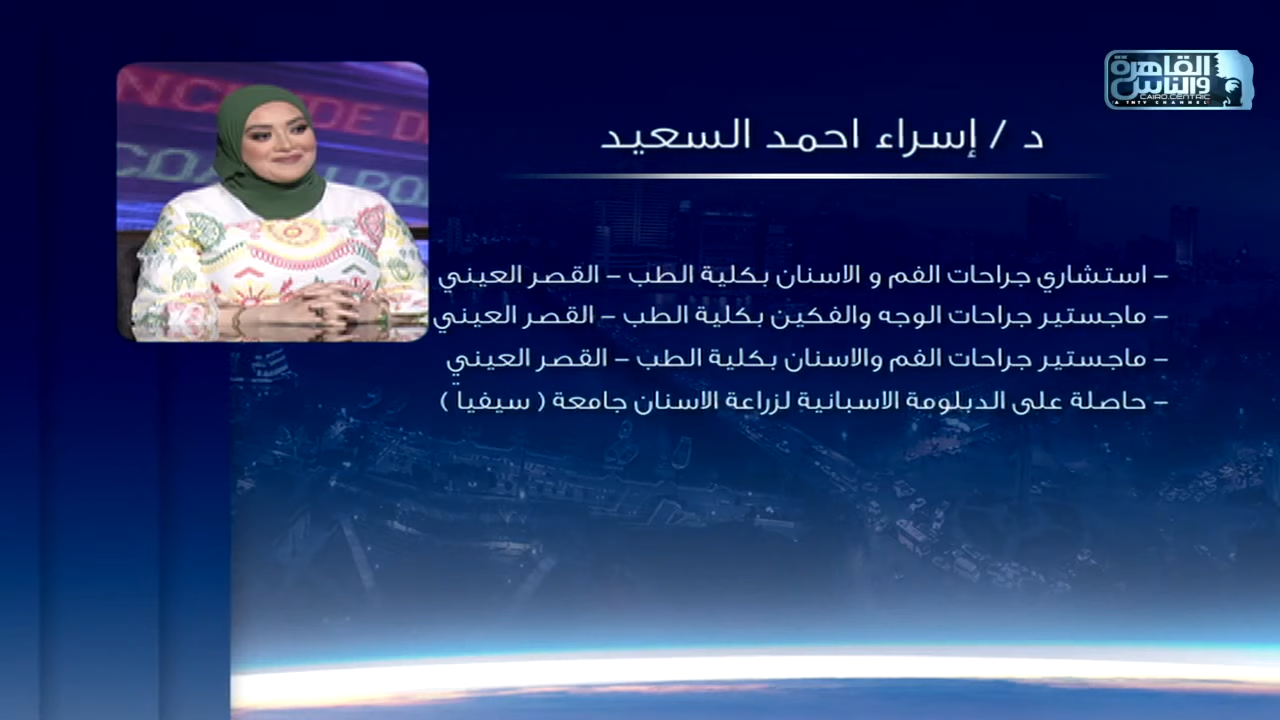 القاهرة
والناس
CAIRO.CENTRIC
A TNTV CHANNEL
د / إسراء احمد السعيد
- استشاري جراحات الفم و الاسنان بكلية الطب - القصر العيني
- ماجستير جراحات الوجه والفكين بكلية الطب - القصر العيني
- ماجستير جراحات الفم والاسنان بكلية الطب - القصر العيني
- حاصلة على الدبلومة الاسبانية لزراعة الاسنان جامعة ( سيفيا )